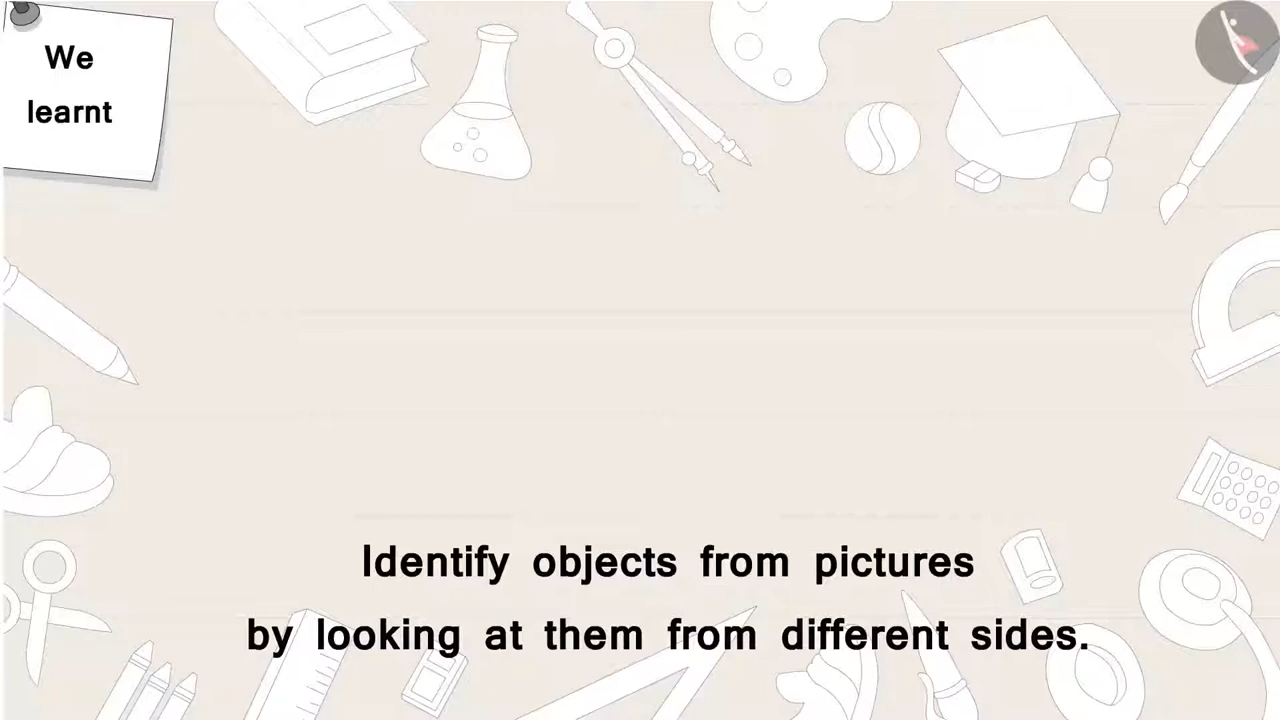 We
learnt
Identify objects from pictures
by looking at them from different sides.